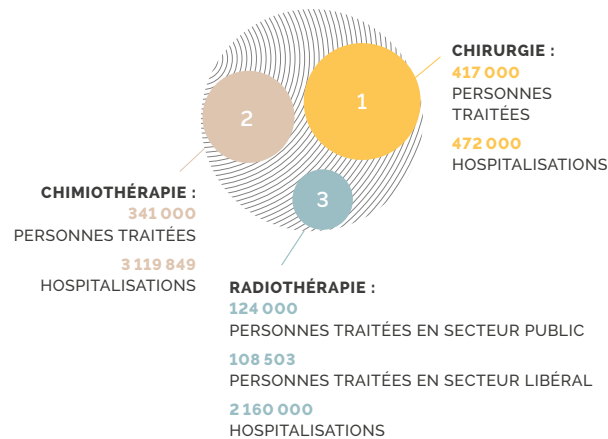 1
2
3
CHIRURGIE :
417 000
PERSONNES
TRAITÉES
472 000
HOSPITALISATIONS
CHIMIOTHÉRAPIE :
341 000
PERSONNES TRAITÉES
3 119 849
HOSPITALISATIONS
RADIOTHÉRAPIE :
124 000
PERSONNES TRAITÉES EN SECTEUR PUBLIC
108 503
PERSONNES TRAITÉES EN SECTEUR LIBÉRAL
2 160 000
HOSPITALISATIONS